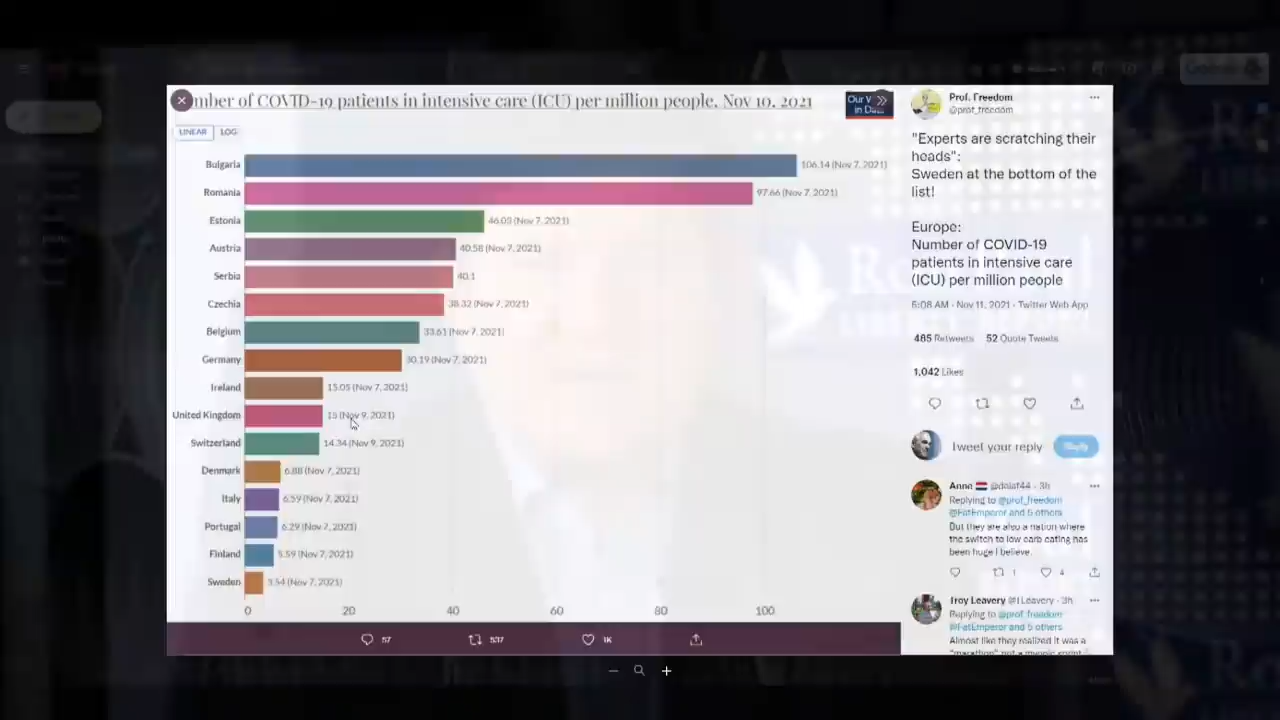 mber of COVID-19 patients in intensive care (ICU) per million people, Nov 10, 2021
LINEAR
LOG
Our W
in Data
Bulgaria 106.14 (Nov 7, 2021)
Romania 97.66 (Nov 7, 2021)
Estonia 46.03 (Nov 7, 2021)
Austria 40.58 (Nov 7, 2021)
Serbia 40.1
Czechia 38.32 (Nov 7, 2021)
Belgium 33.61 (Nov 7, 2021)
Germany 30.19 (Nov 7, 2021)
Ireland 15.05 (Nov 7, 2021)
United Kingdom 15 (Nov 9, 2021)
Switzerland 14.34 (Nov 9, 2021)
Denmark 6.88 (Nov 7, 2021)
Italy 6.59 (Nov 7, 2021)
Portugal 6.29 (Nov 7, 2021)
Finland 5.59 (Nov 7, 2021)
Sweden 3.54 (Nov 7, 2021)
0 20 40 60 80 100
57 537 1K
Prof. Freedom
@prof_freedom
"Experts are scratching their
heads":
Sweden at the bottom of the
list!
Europe:
Number of COVID-19
patients in intensive care
(ICU) per million people
5:08 AM · Nov 11, 2021 · Twitter Web App
485 Retweets 52 Quote Tweets
1,042 Likes
Tweet your reply
Reply
Anne @dalaf44 · 3h
Replying to @prof_freedom
@FatEmperor and 5 others
But they are also a nation where
the switch to low carb eating has
been huge I believe.
1 4
Troy Leavery @TLeavery · 3h
Replying to @prof_freedom
@FatEmperor and 5 others
Almost like they realized it was a
"marathon" not a myopic sprint